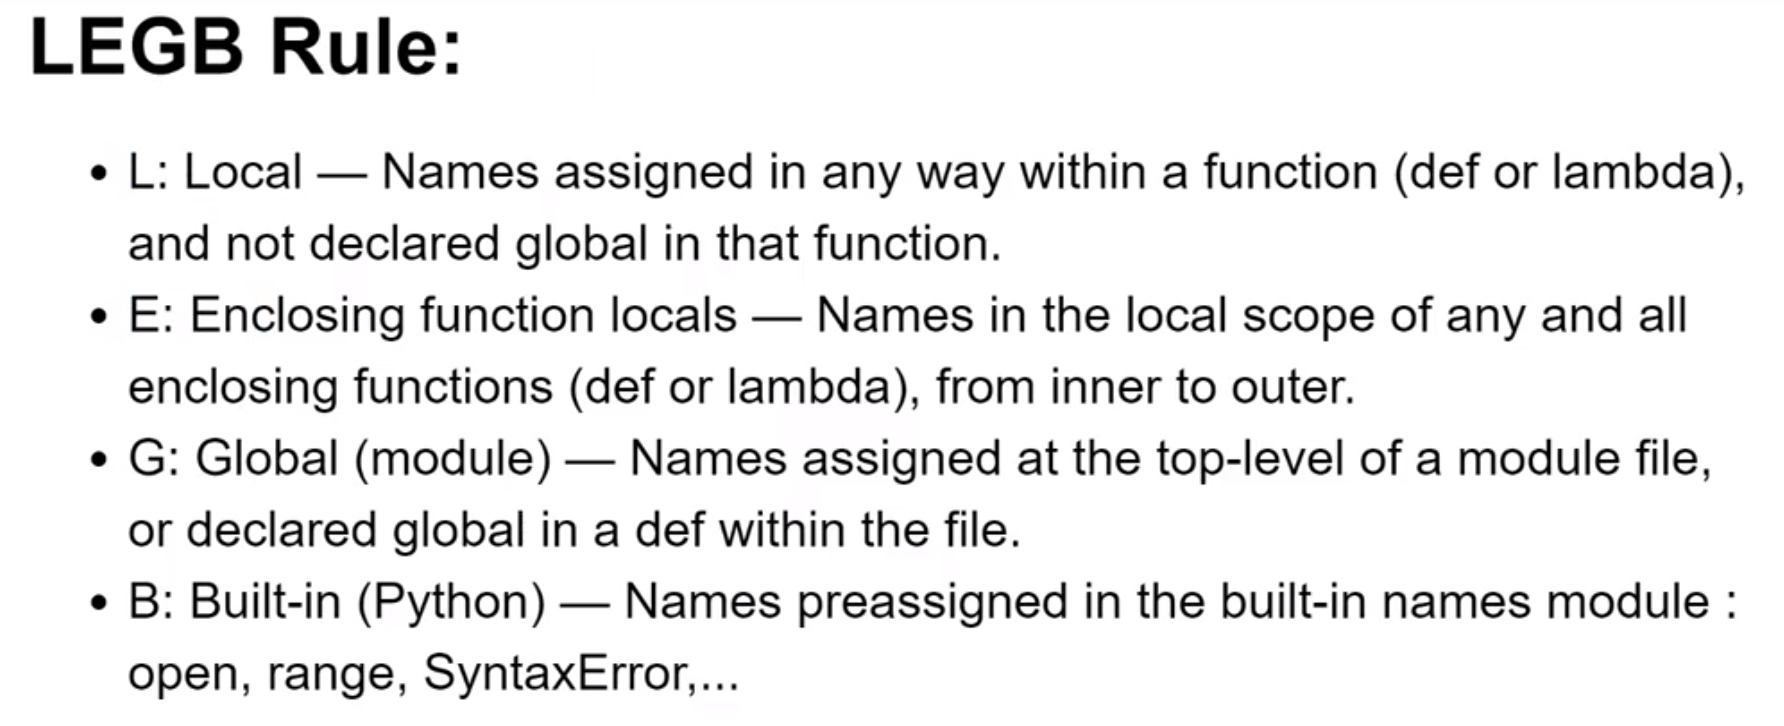 LEGB Rule:
• L: Local — Names assigned in any way within a function (def or lambda),
and not declared global in that function.
• E: Enclosing function locals — Names in the local scope of any and all
enclosing functions (def or lambda), from inner to outer.
• G: Global (module) — Names assigned at the top-level of a module file,
or declared global in a def within the file.
• B: Built-in (Python) — Names preassigned in the built-in names module :
open, range, SyntaxError,...